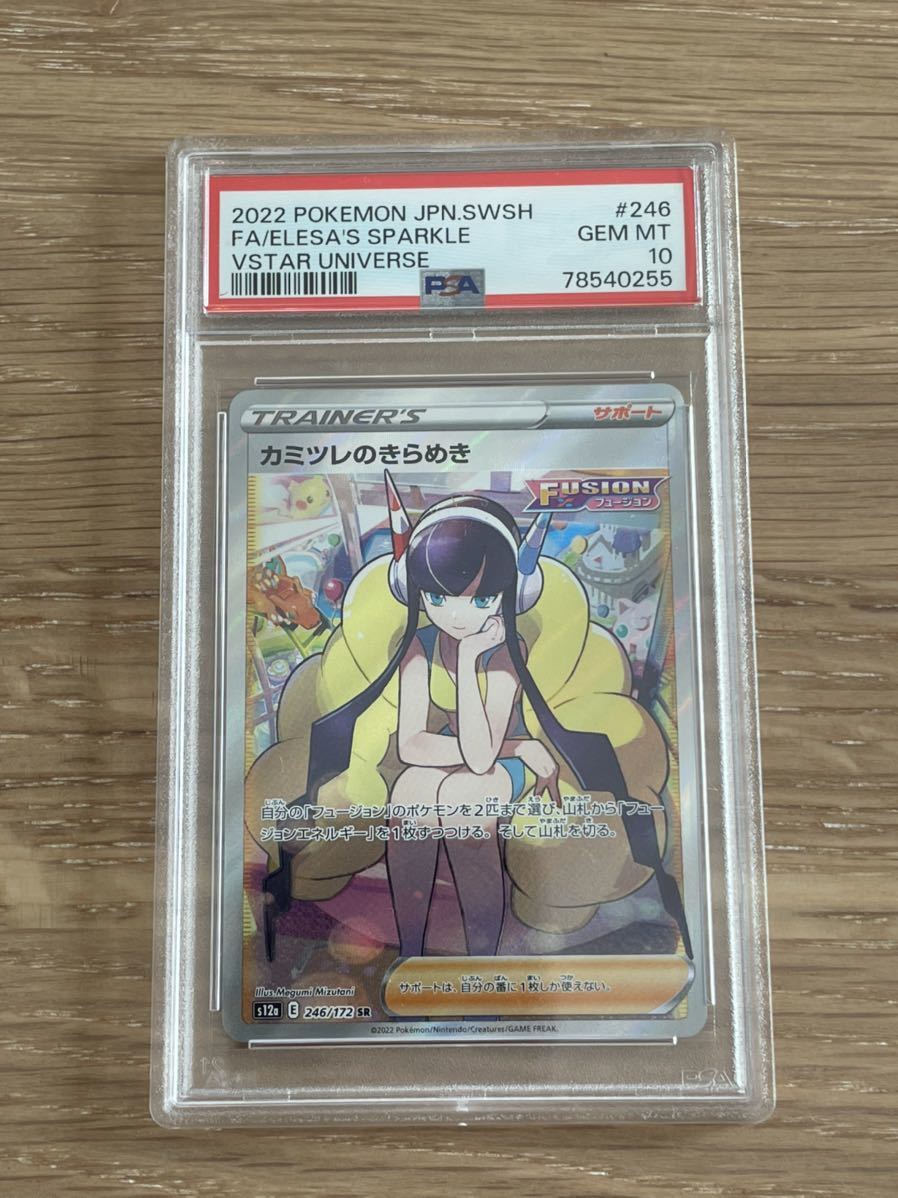 2022 POKEMON JPN.SWSH #246
FA/ELESA'S SPARKLE GEM MT
VSTAR UNIVERSE 10
PSA 78540255
TRAINER'S サポート
カミツレのきらめき
FUSION
フュージョン
自分の「フュージョン」のポケモンを2匹まで選び、山札から「フュー
ジョンエネルギー」を1枚ずつつける。そして山札を切る。
サポートは、自分の番に1枚しか使えない。
Illus.Megumi Mizutani
s12a E 246/172 SR
©2022 Pokémon/Nintendo/Creatures/GAME FREAK.